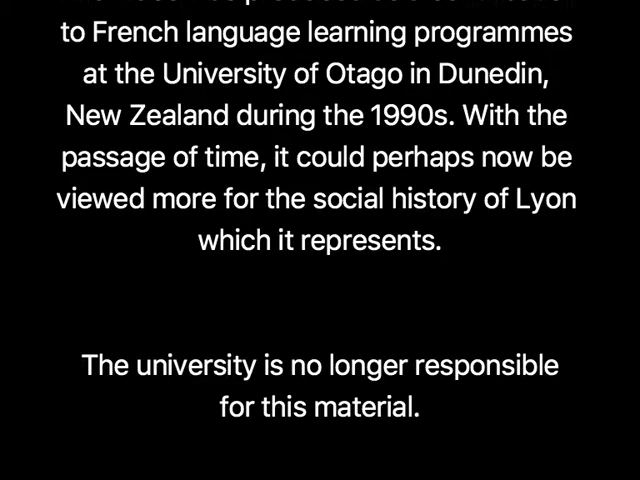 to French language learning programmes
at the University of Otago in Dunedin,
New Zealand during the 1990s. With the
passage of time, it could perhaps now be
viewed more for the social history of Lyon
which it represents.
The university is no longer responsible
for this material.